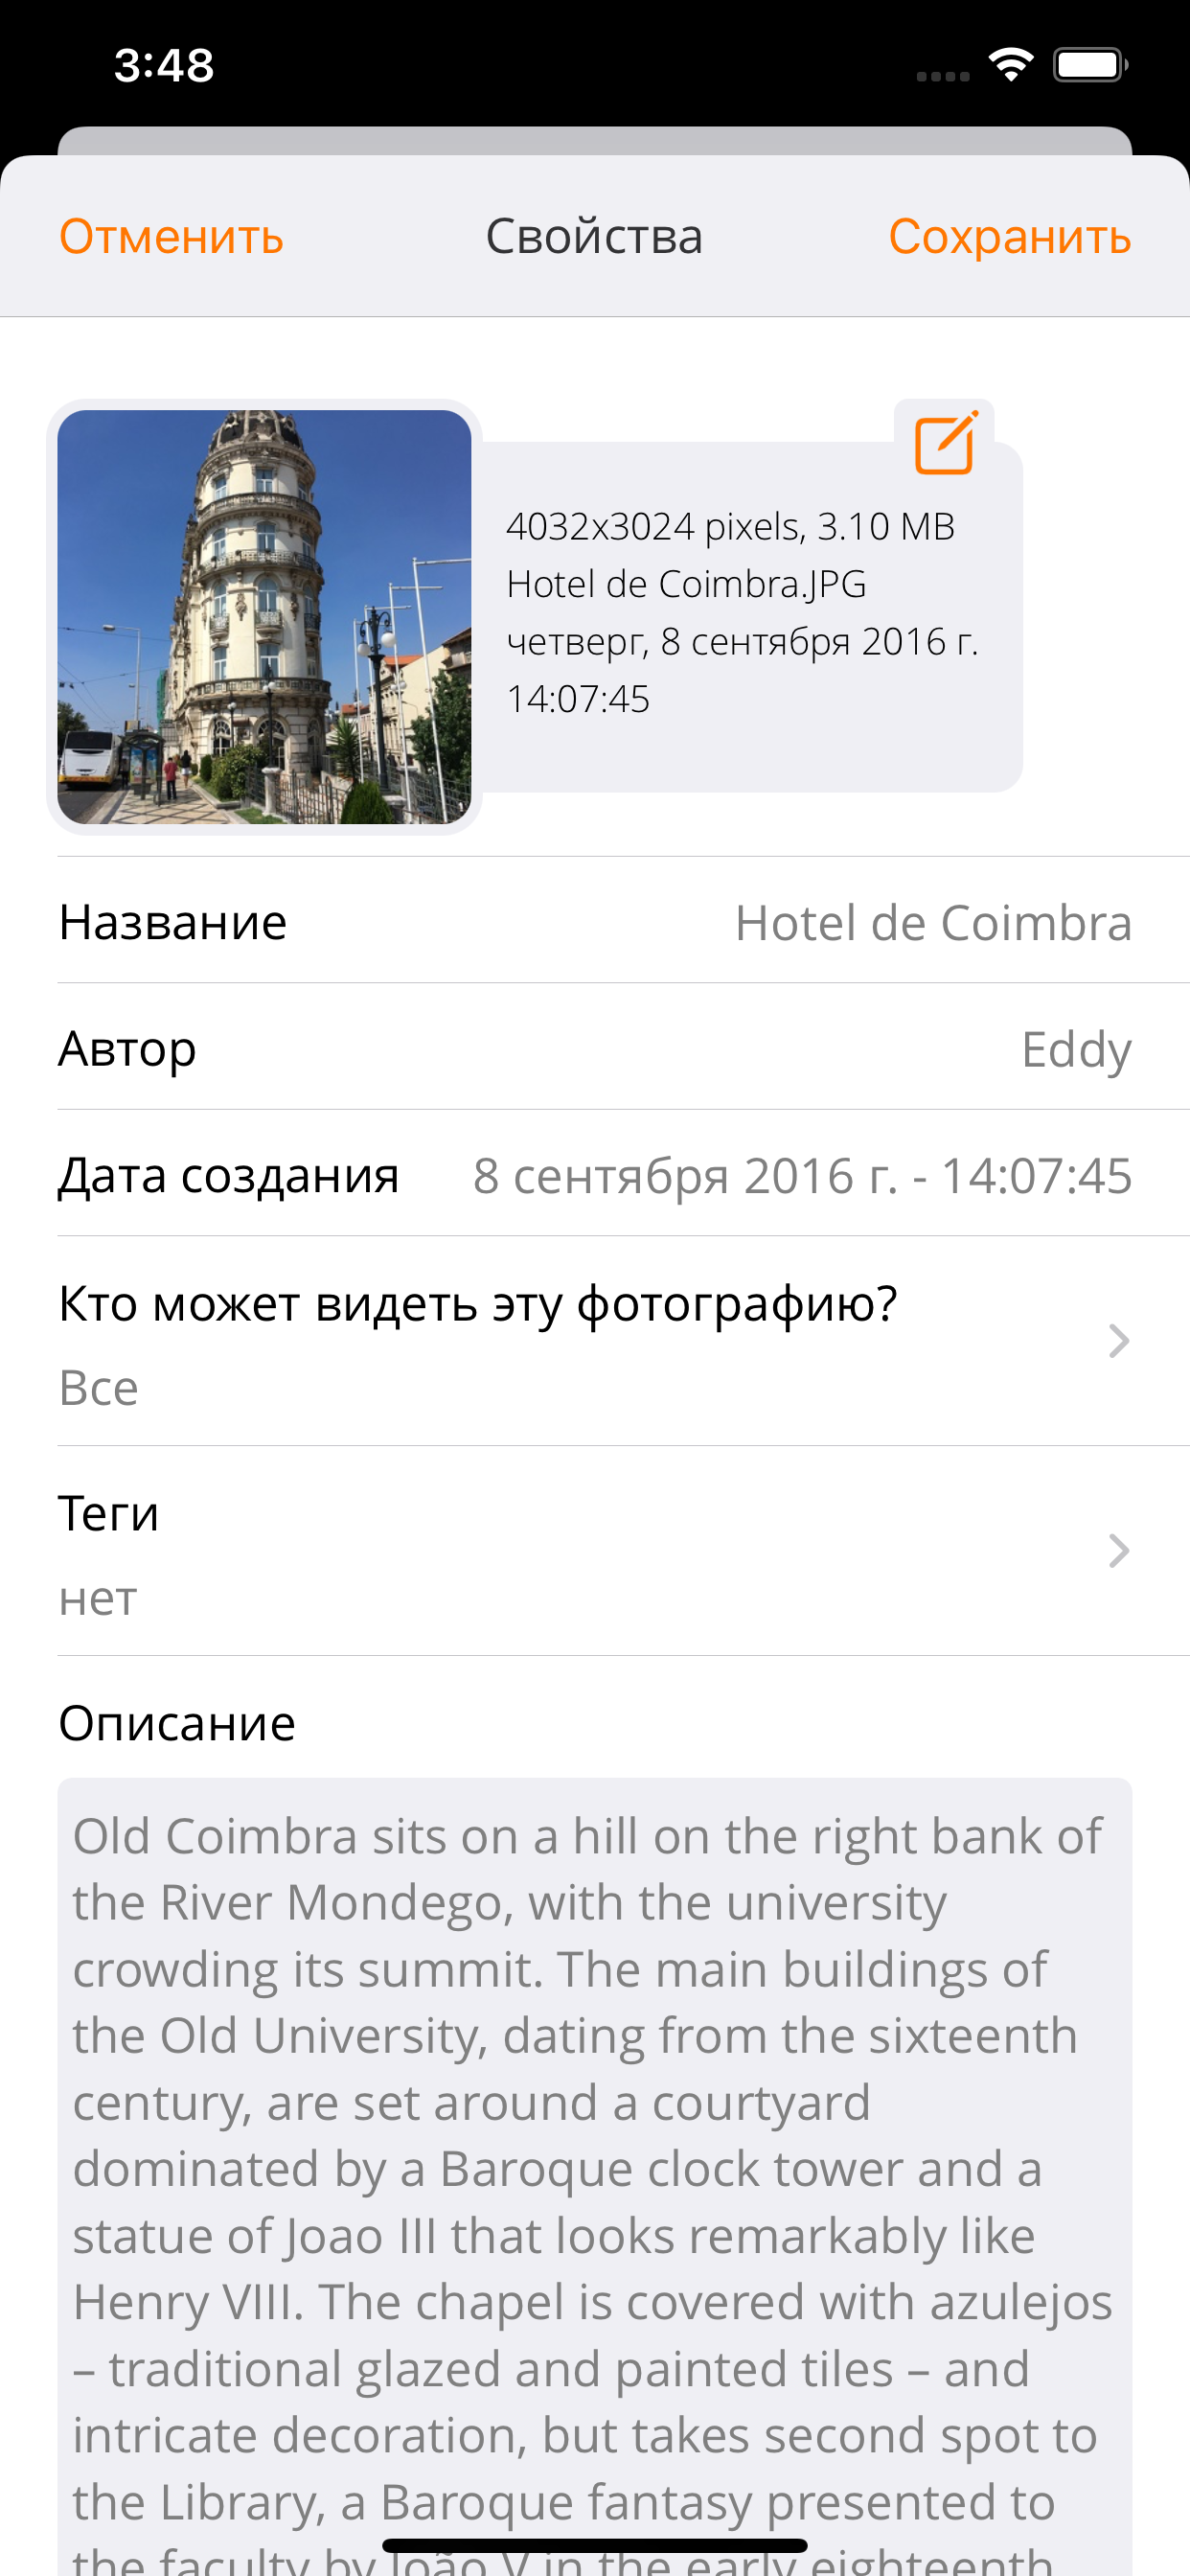 3:48
Отменить
Свойства
Сохранить
4032x3024 pixels, 3.10 MB
Hotel de Coimbra.JPG
четверг, 8 сентября 2016 г.
14:07:45
Название
Hotel de Coimbra
Автор
Eddy
Дата создания
8 сентября 2016 г. - 14:07:45
Кто может видеть эту фотографию?
Все
Теги
нет
Описание
Old Coimbra sits on a hill on the right bank of
the River Mondego, with the university
crowding its summit. The main buildings of
the Old University, dating from the sixteenth
century, are set around a courtyard
dominated by a Baroque clock tower and a
statue of Joao III that looks remarkably like
Henry VIII. The chapel is covered with azulejos
– traditional glazed and painted tiles – and
intricate decoration, but takes second spot to
the Library, a Baroque fantasy presented to
the faculty by João V in the early eighteenth